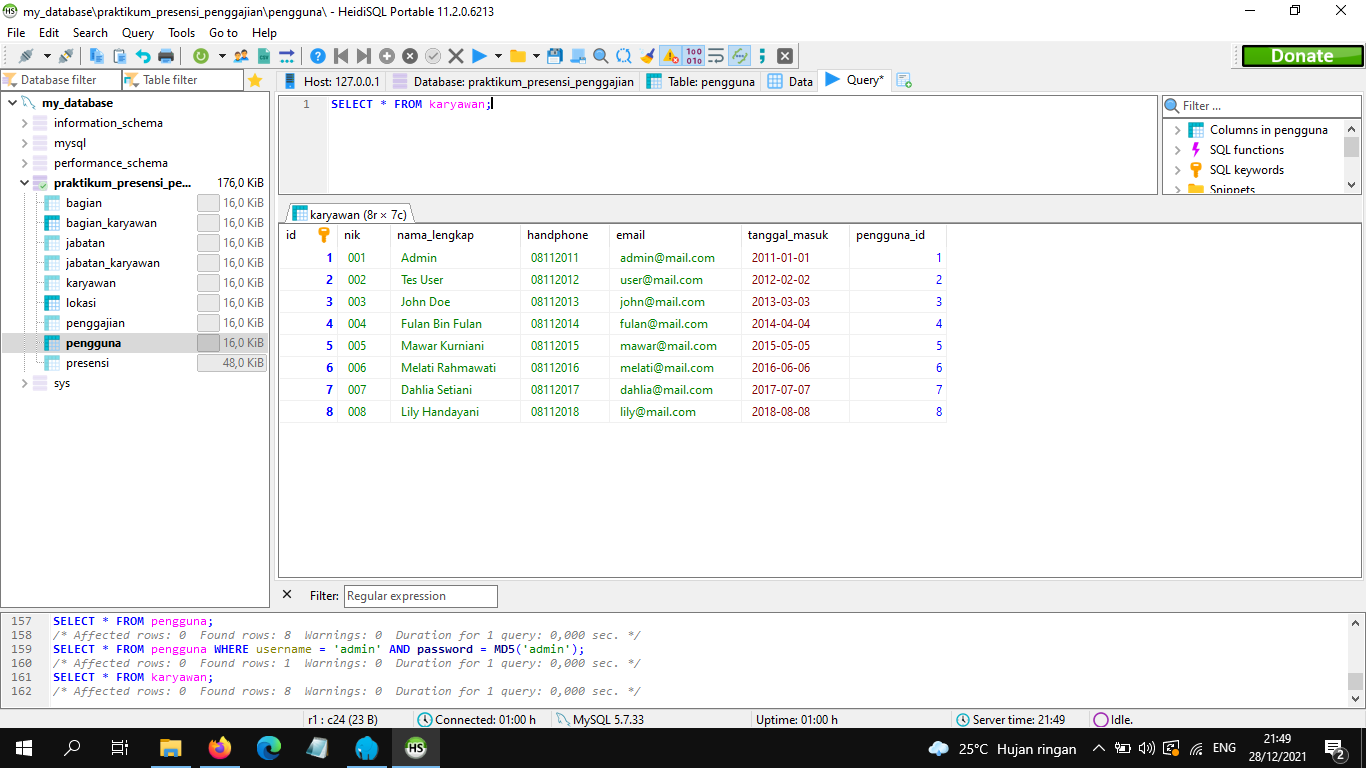 my_database\praktikum_presensi_penggajian\pengguna\ - HeidiSQL Portable 11.2.0.6213
File Edit Search Query Tools Go to Help
Donate
Database filter Table filter
Host: 127.0.0.1 Database: praktikum_presensi_penggajian Table: pengguna Data Query*
my_database
information_schema
mysql
performance_schema
praktikum_presensi_pe... 176,0 KiB
bagian 16,0 KiB
bagian_karyawan 16,0 KiB
jabatan 16,0 KiB
jabatan_karyawan 16,0 KiB
karyawan 16,0 KiB
lokasi 16,0 KiB
penggajian 16,0 KiB
pengguna 16,0 KiB
presensi 48,0 KiB
sys
1 SELECT * FROM karyawan;
Filter ...
Columns in pengguna
SQL functions
SQL keywords
Snippets
karyawan (8r × 7c)
id nik nama_lengkap handphone email tanggal_masuk pengguna_id
1 001 Admin 08112011 admin@mail.com 2011-01-01 1
2 002 Tes User 08112012 user@mail.com 2012-02-02 2
3 003 John Doe 08112013 john@mail.com 2013-03-03 3
4 004 Fulan Bin Fulan 08112014 fulan@mail.com 2014-04-04 4
5 005 Mawar Kurniani 08112015 mawar@mail.com 2015-05-05 5
6 006 Melati Rahmawati 08112016 melati@mail.com 2016-06-06 6
7 007 Dahlia Setiani 08112017 dahlia@mail.com 2017-07-07 7
8 008 Lily Handayani 08112018 lily@mail.com 2018-08-08 8
Filter: Regular expression
157 SELECT * FROM pengguna;
158 /* Affected rows: 0 Found rows: 8 Warnings: 0 Duration for 1 query: 0,000 sec. */
159 SELECT * FROM pengguna WHERE username = 'admin' AND password = MD5('admin');
160 /* Affected rows: 0 Found rows: 1 Warnings: 0 Duration for 1 query: 0,000 sec. */
161 SELECT * FROM karyawan;
162 /* Affected rows: 0 Found rows: 8 Warnings: 0 Duration for 1 query: 0,000 sec. */
r1 : c24 (23 B) Connected: 01:00 h MySQL 5.7.33 Uptime: 01:00 h Server time: 21:49 Idle.
HS 25°C Hujan ringan ENG 21:49
28/12/2021 2